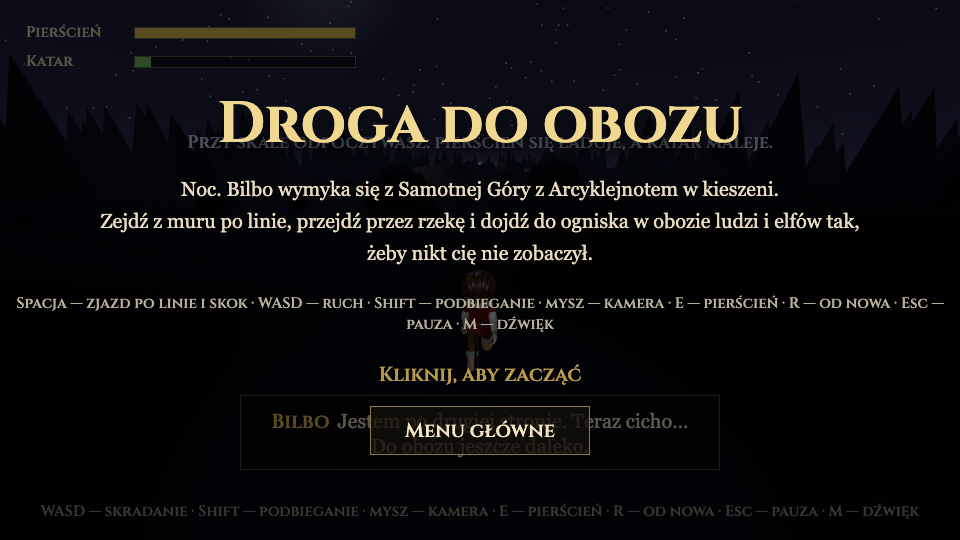 Pierścień
Katar
Droga do obozu
Przy skale odpoczywasz: pierścień się ładuje, a katar maleje.
Noc. Bilbo wymyka się z Samotnej Góry z Arcyklejnotem w kieszeni.
Zejdź z muru po linie, przejdź przez rzekę i dojdź do ogniska w obozie ludzi i elfów tak,
żeby nikt cię nie zobaczył.
Spacja — zjazd po linie i skok · WASD — ruch · Shift — podbieganie · mysz — kamera · E — pierścień · R — od nowa · Esc —
pauza · M — dźwięk
Kliknij, aby zacząć
Bilbo Jestem po drugiej stronie. Teraz cicho...
Menu główne
Do obozu jeszcze daleko.
WASD — skradanie · Shift — podbieganie · mysz — kamera · E — pierścień · R — od nowa · Esc — pauza · M — dźwięk